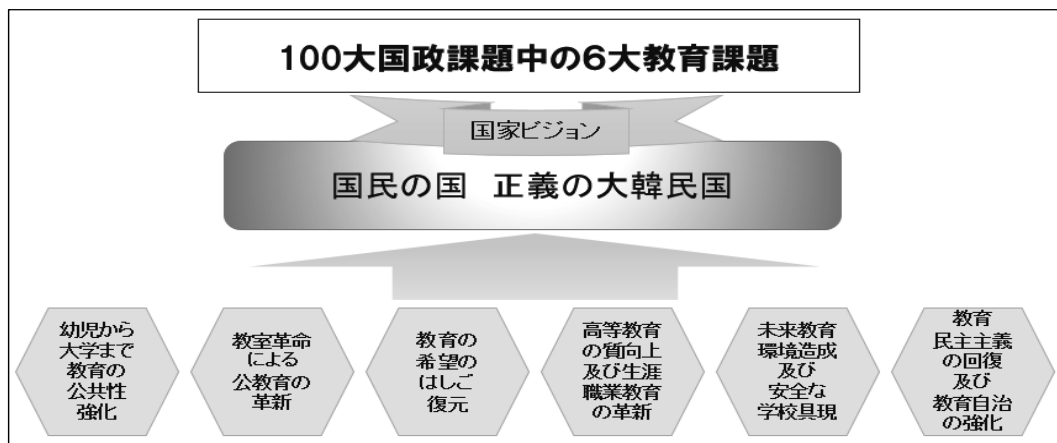 100大国政課題中の6大教育課題
国家ビジョン
国民の国 正義の大韓民国
幼児から
大学まで
教育の
公共性
強化
教室革命
による
公教育の
革新
教育の
希望の
はしご
復元
高等教育
の質向上
及び生涯
職業教育
の革新
未来教育
環境造成
及び
安全な
学校具現
教育
民主主義
の回復
及び
教育自治
の強化